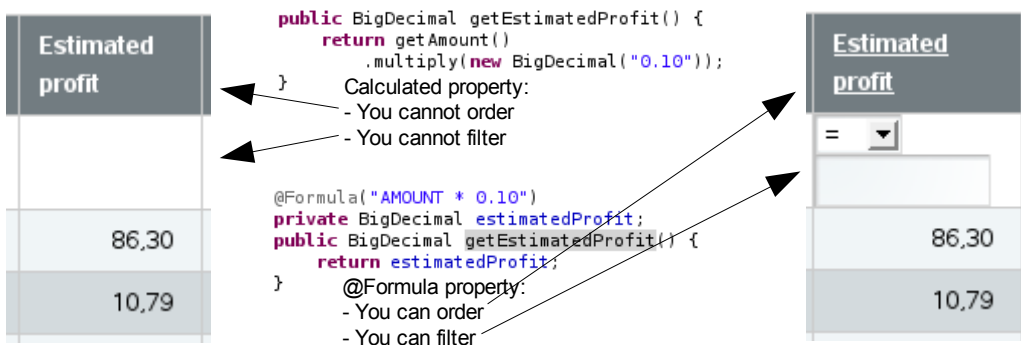 Estimated
profit
86,30
10,79
public BigDecimal getEstimatedProfit() {
return getAmount()
.multiply(new BigDecimal("0.10"));
}
Calculated property:
- You cannot order
- You cannot filter
@Formula("AMOUNT * 0.10")
private BigDecimal estimatedProfit;
public BigDecimal getEstimatedProfit() {
return estimatedProfit;
}
@Formula property:
- You can order
- You can filter
Estimated
profit
=
86,30
10,79